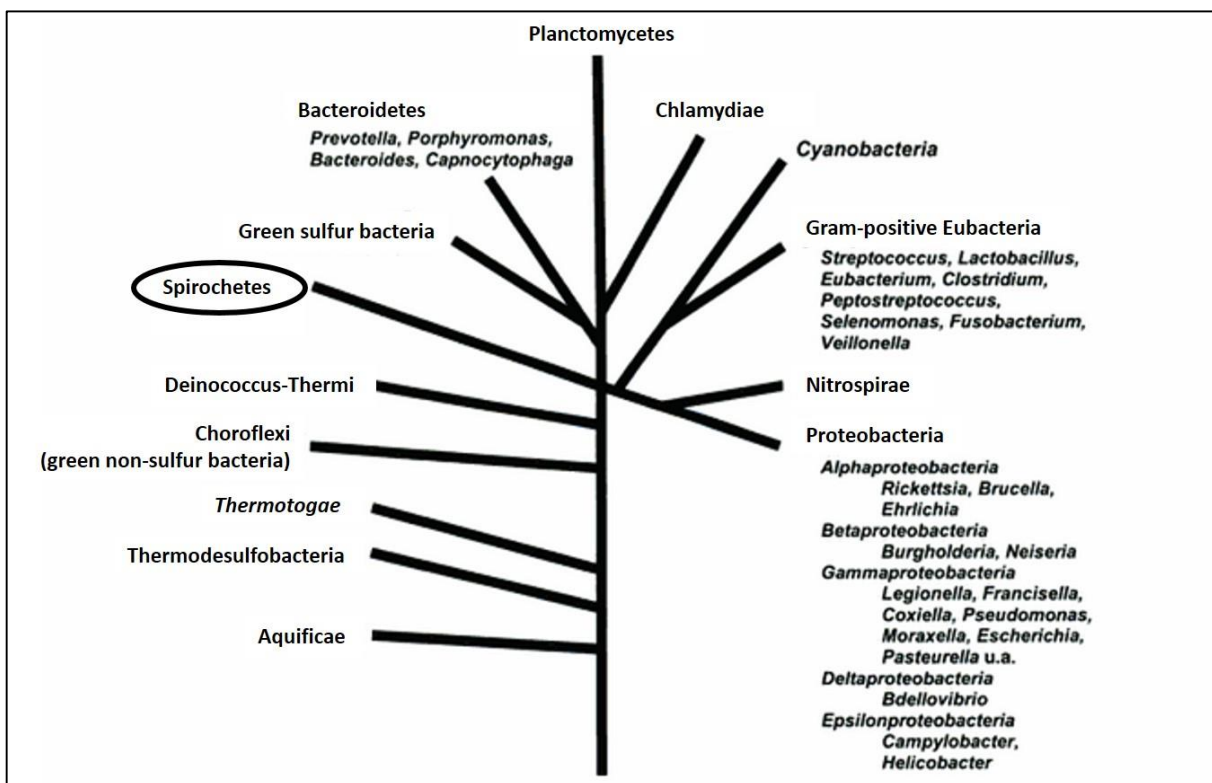 Planctomycetes
Bacteroidetes
Prevotella, Porphyromonas,
Bacteroides, Capnocytophaga
Chlamydiae
Cyanobacteria
Green sulfur bacteria
Gram-positive Eubacteria
Streptococcus, Lactobacillus,
Eubacterium, Clostridium,
Peptostreptococcus,
Selenomonas, Fusobacterium,
Veillonella
Spirochetes
Deinococcus-Thermi
Nitrospirae
Choroflexi
(green non-sulfur bacteria)
Proteobacteria
Alphaproteobacteria
Rickettsia, Brucella,
Ehrlichia
Betaproteobacteria
Burgholderia, Neiseria
Gammaproteobacteria
Legionella, Francisella,
Coxiella, Pseudomonas,
Moraxella, Escherichia,
Pasteurella u.a.
Deltaproteobacteria
Bdellovibrio
Epsilonproteobacteria
Campylobacter,
Helicobacter
Thermotogae
Thermodesulfobacteria
Aquificae